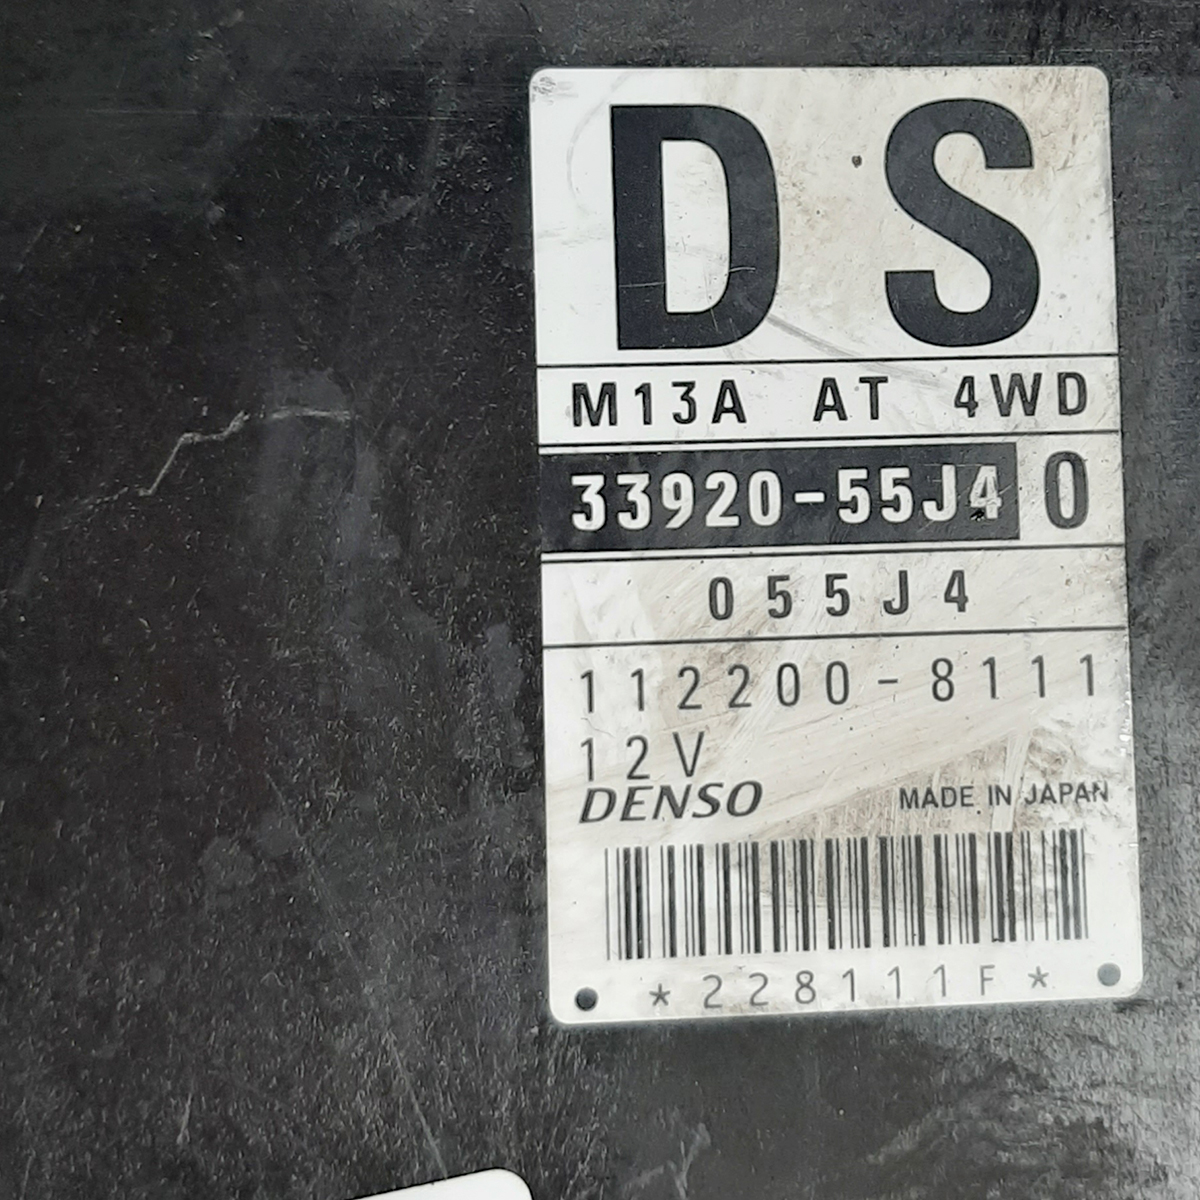 DS
M13A AT 4WD
33920-55J4 0
055J4
112200-8111
12V
DENSO MADE IN JAPAN
*228111F*